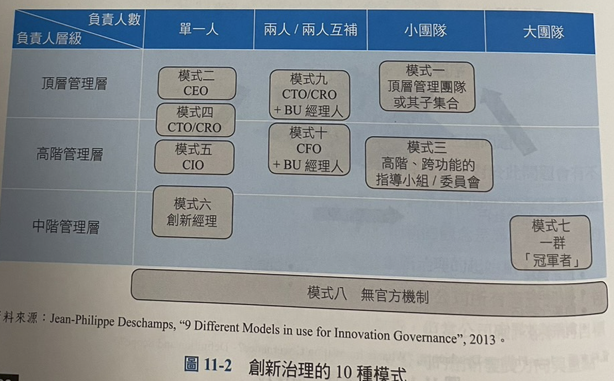 負責人數
負責人層級
單一人
兩人 / 兩人互補
小團隊
大團隊
頂層管理層
模式二
CEO
模式九
CTO/CRO
+ BU 經理人
模式一
頂層管理團隊
或其子集合
模式四
CTO/CRO
高階管理層
模式五
CIO
模式十
CFO
+ BU 經理人
模式三
高階、跨功能的
指導小組 / 委員會
中階管理層
模式六
創新經理
模式七
一群
「冠軍者」
模式八 無官方機制
料來源：Jean-Philippe Deschamps, “9 Different Models in use for Innovation Governance”, 2013。
圖 11-2 創新治理的 10 種模式